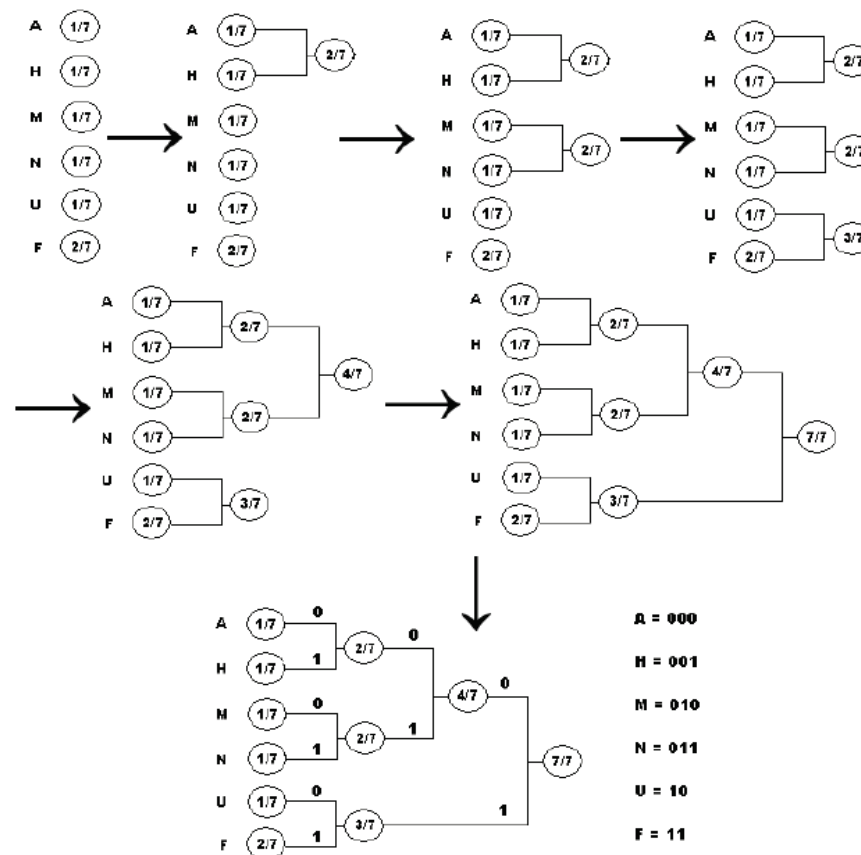 A 1/7
H 1/7
M 1/7
N 1/7
U 1/7
F 2/7
A 1/7
2/7
H 1/7
M 1/7
N 1/7
U 1/7
F 2/7
A 1/7
2/7
H 1/7
M 1/7
2/7
N 1/7
U 1/7
F 2/7
A 1/7
2/7
H 1/7
M 1/7
2/7
N 1/7
U 1/7
3/7
F 2/7
A 1/7
2/7
H 1/7
4/7
M 1/7
2/7
N 1/7
U 1/7
3/7
F 2/7
A 1/7
2/7
H 1/7
4/7
M 1/7
2/7
N 1/7
7/7
U 1/7
3/7
F 2/7
A 1/7 0
2/7 0
H 1/7 1
4/7 0
M 1/7 0
2/7 1
N 1/7 1
7/7
U 1/7 0
3/7 1
F 2/7 1
A = 000
H = 001
M = 010
N = 011
U = 10
F = 11